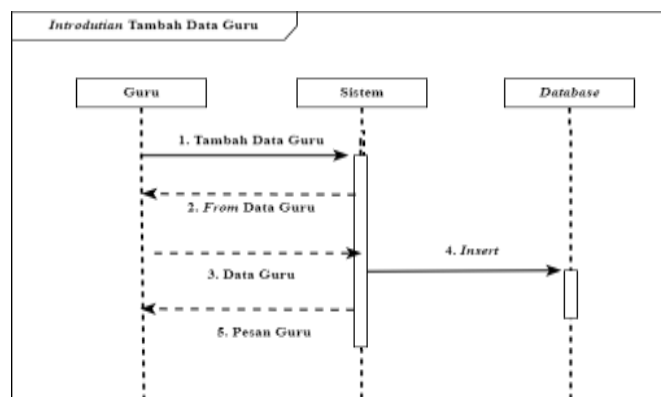 Introdutian Tambah Data Guru
Guru
Sistem
Database
1. Tambah Data Guru
2. From Data Guru
3. Data Guru
4. Insert
5. Pesan Guru